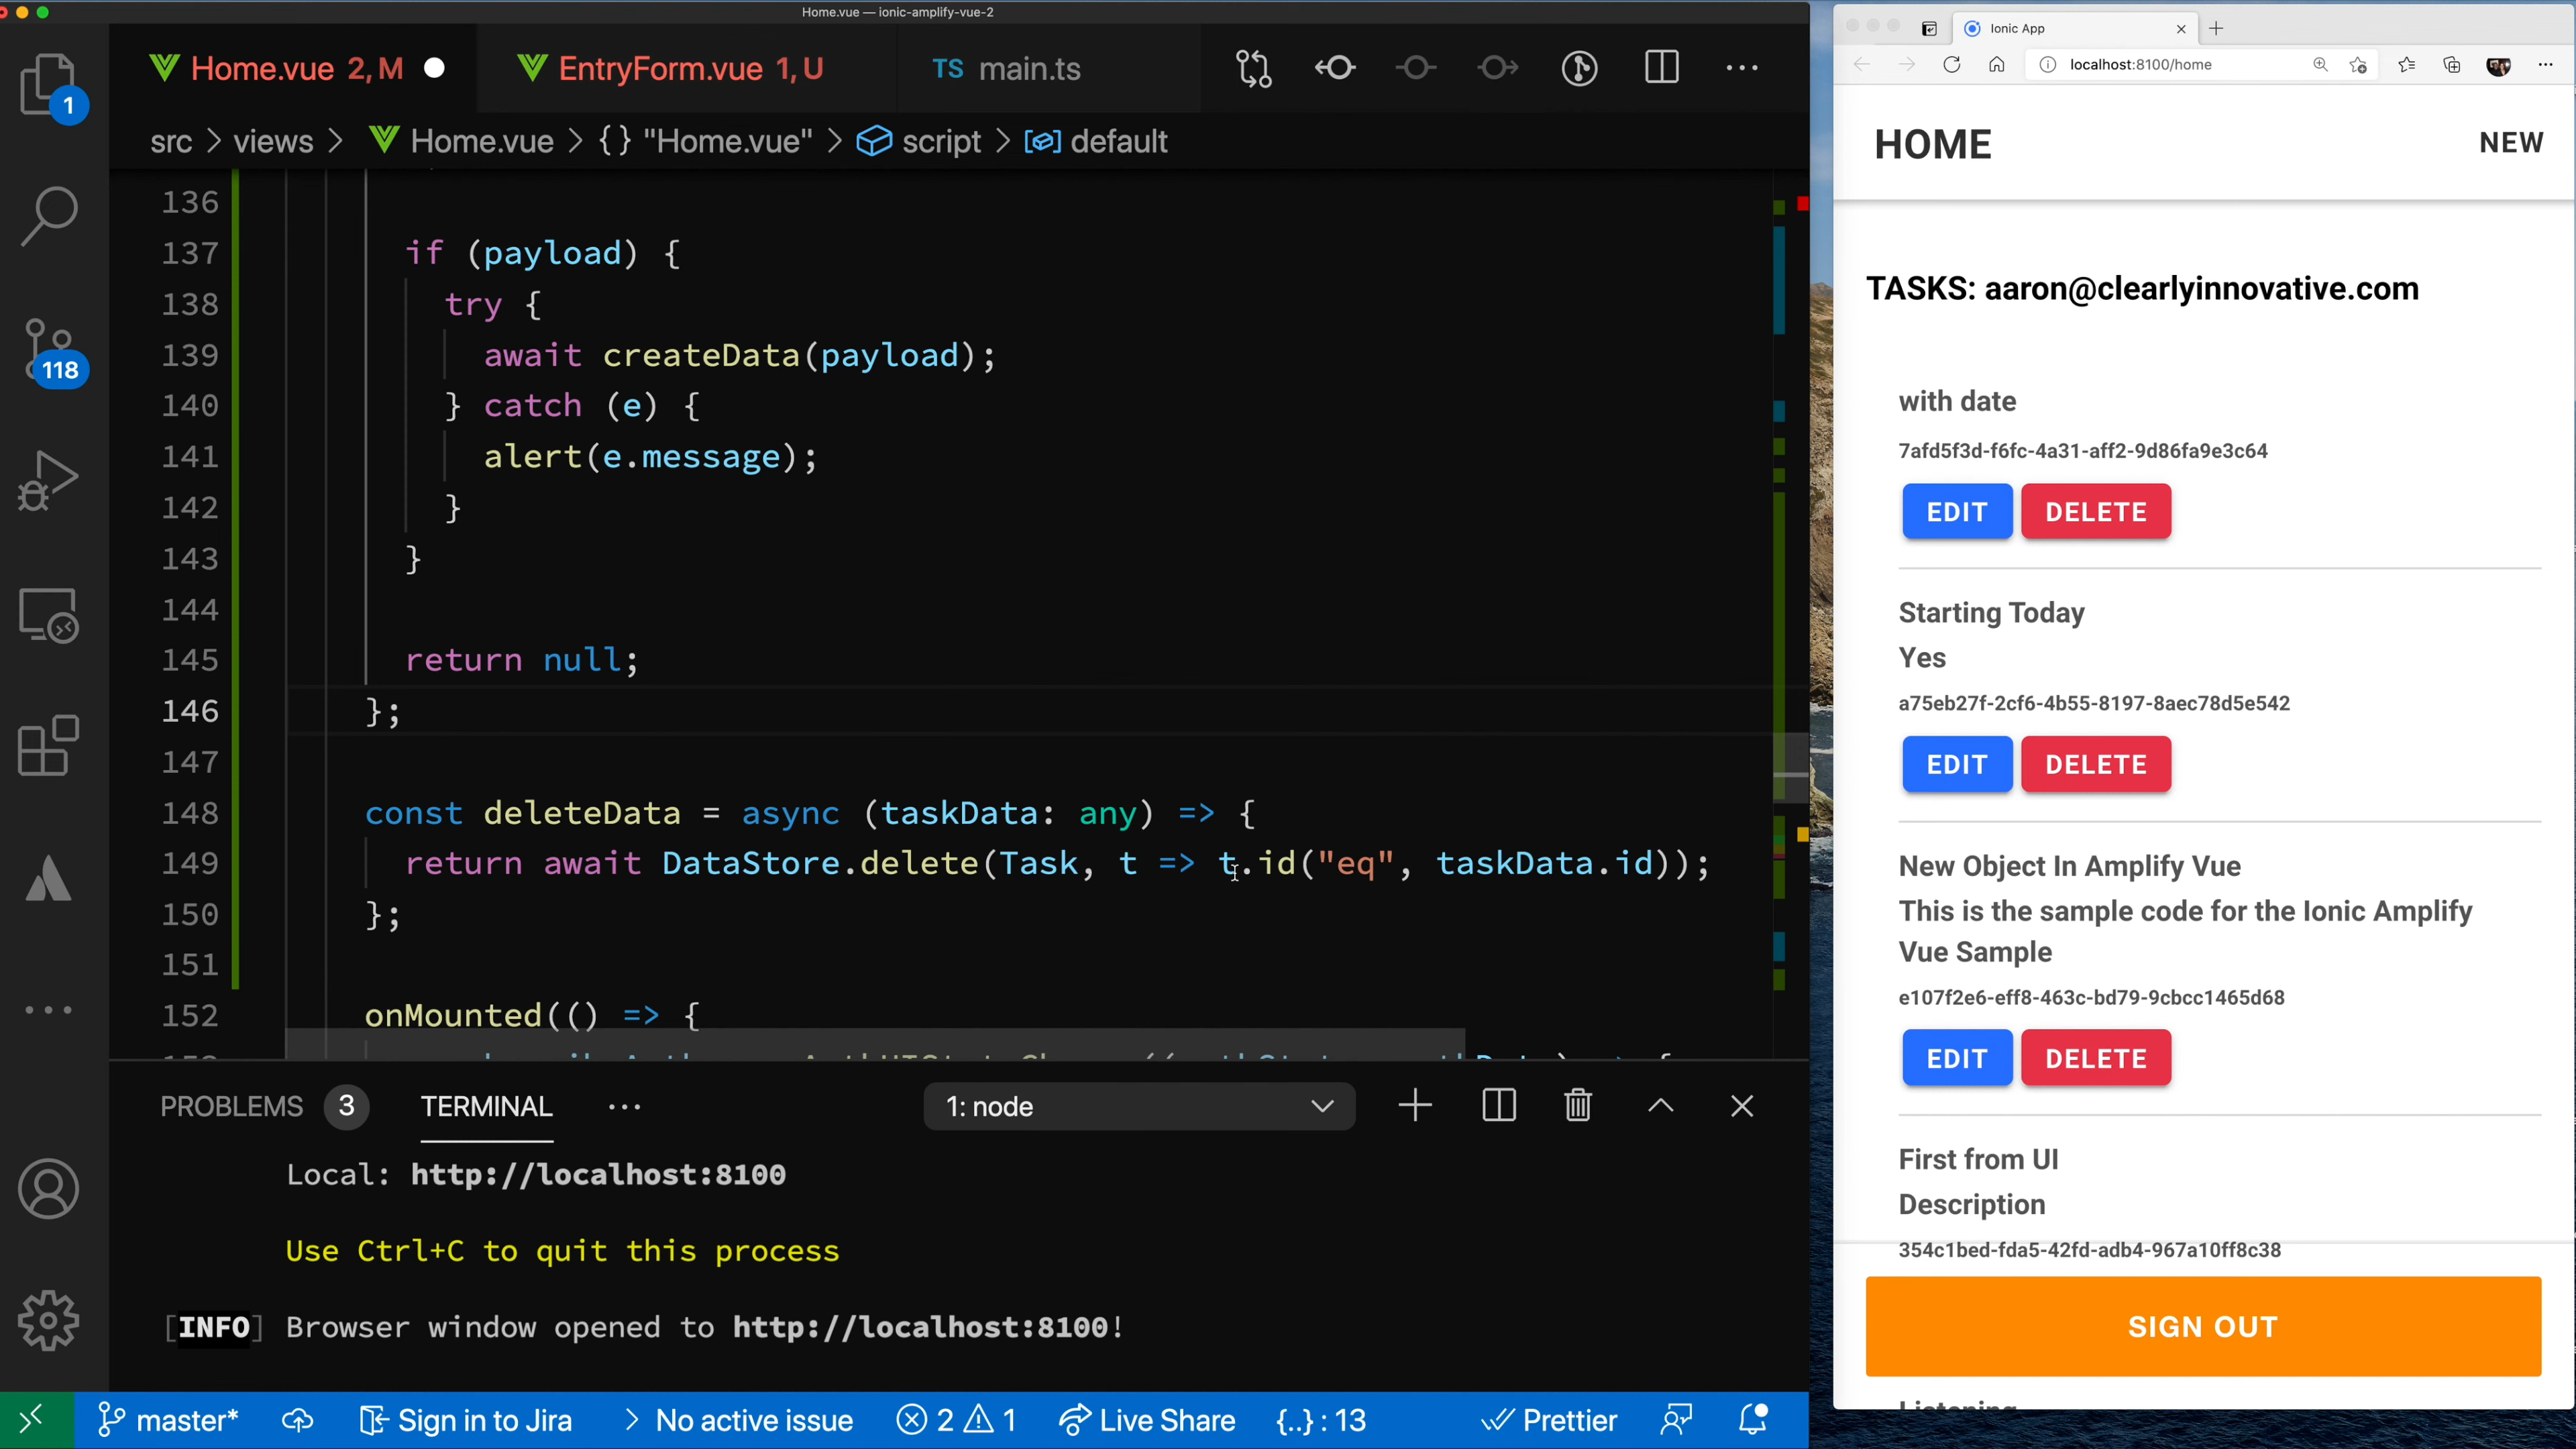 Home.vue — ionic-amplify-vue-2
Home.vue 2, M
EntryForm.vue 1, U
TS main.ts
src > views > Home.vue > {} "Home.vue" > script > default
136
137 if (payload) {
138 try {
139 await createData(payload);
140 } catch (e) {
141 alert(e.message);
142 }
143 }
144
145 return null;
146 };
147
148 const deleteData = async (taskData: any) => {
149 return await DataStore.delete(Task, t => t.id("eq", taskData.id));
150 };
151
152 onMounted(() => {
1
118
PROBLEMS 3 TERMINAL ...
1: node
Local: http://localhost:8100
Use Ctrl+C to quit this process
[INFO] Browser window opened to http://localhost:8100!
master*
Sign in to Jira
No active issue
2 1
Live Share
{..} : 13
Prettier
Ionic App
localhost:8100/home
HOME
NEW
TASKS: aaron@clearlyinnovative.com
with date
7afd5f3d-f6fc-4a31-aff2-9d86fa9e3c64
EDIT DELETE
Starting Today
Yes
a75eb27f-2cf6-4b55-8197-8aec78d5e542
EDIT DELETE
New Object In Amplify Vue
This is the sample code for the Ionic Amplify
Vue Sample
e107f2e6-eff8-463c-bd79-9cbcc1465d68
EDIT DELETE
First from UI
Description
354c1bed-fda5-42fd-adb4-967a10ff8c38
SIGN OUT